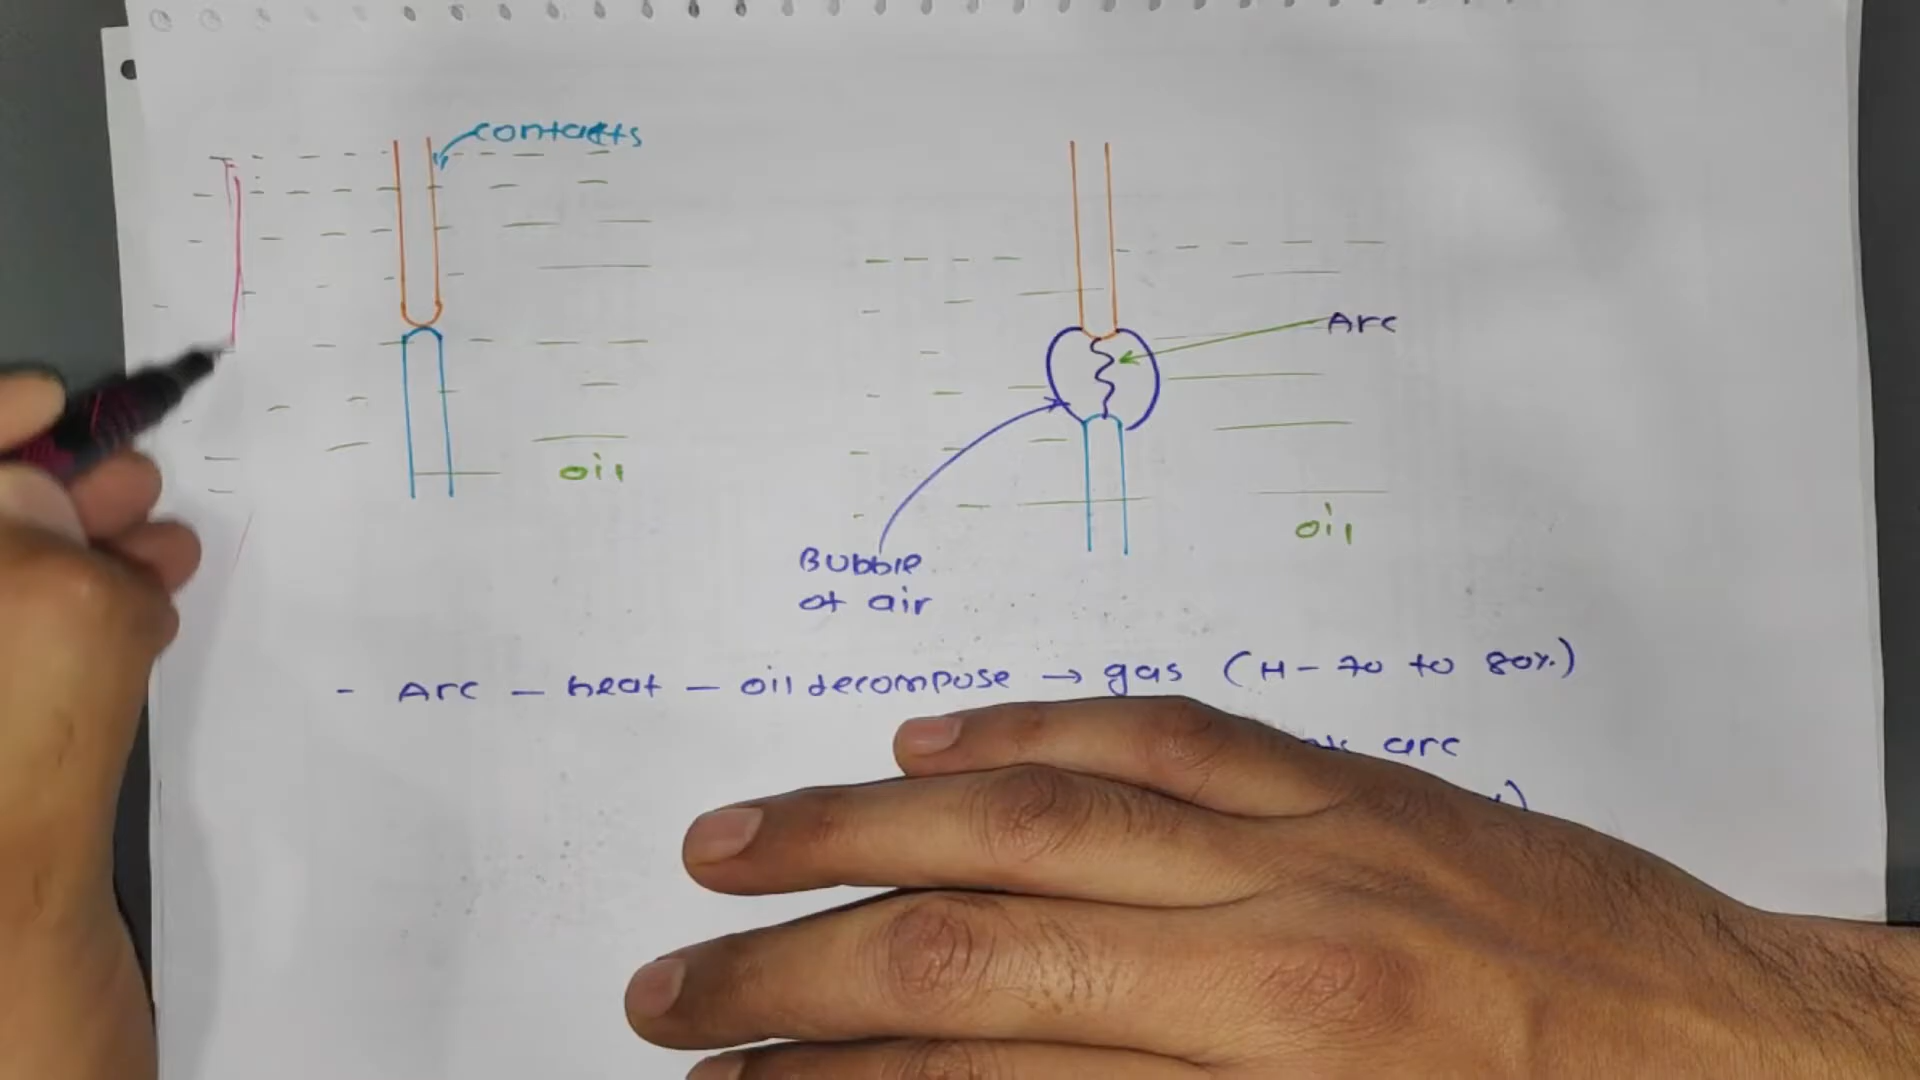 contacts
oil
Arc
Bubble
of air
oil
- Arc - heat - oil decompose → gas (H - 70 to 80%)
arc